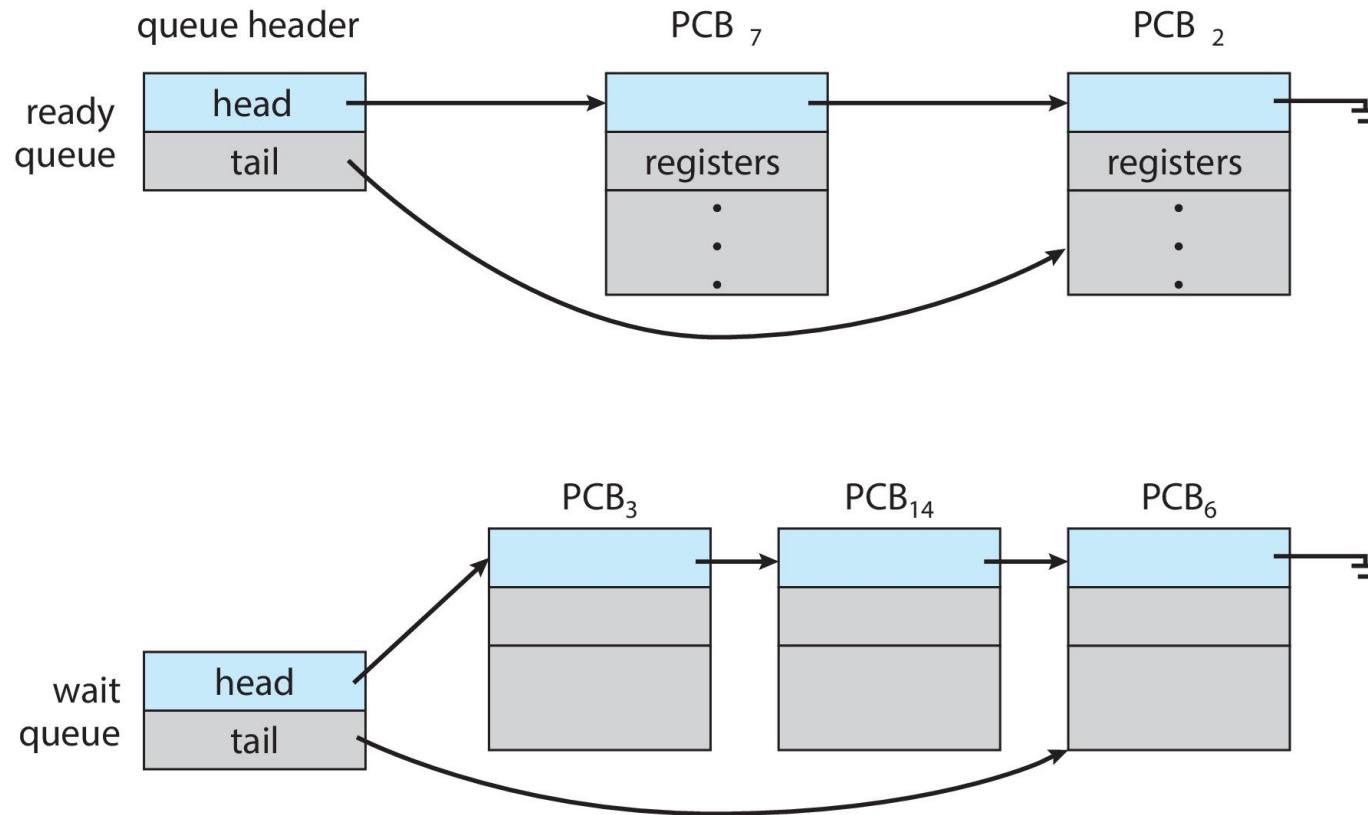 queue header
PCB 7
PCB 2
ready
queue
head
tail
registers
registers
PCB3
PCB14
PCB6
wait
queue
head
tail